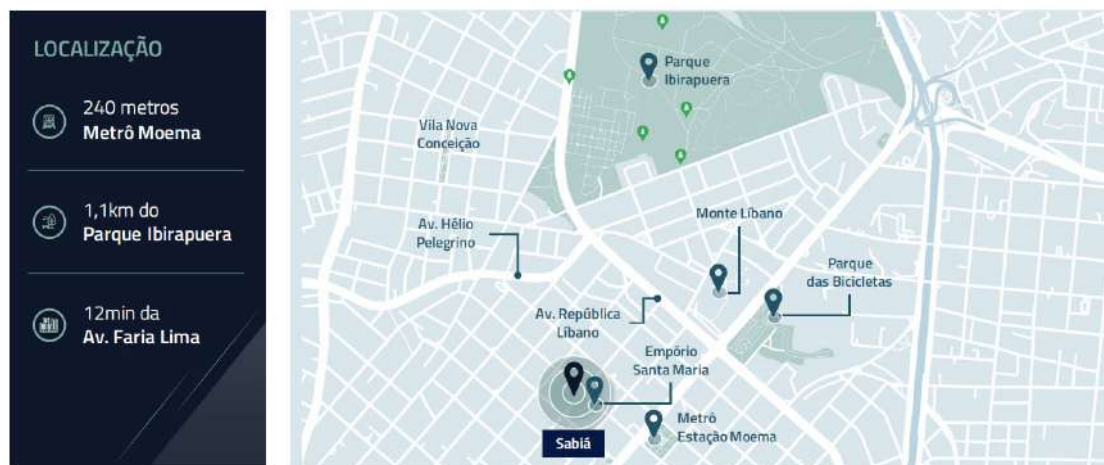 LOCALIZAÇÃO
240 metros
Metrô Moema
1,1km do
Parque Ibirapuera
12min da
Av. Faria Lima
Parque
Ibirapuera
Vila Nova
Conceição
Av. Hélio
Pelegrino
Monte Líbano
Parque
das Bicicletas
Av. República
Líbano
Empório
Santa Maria
Metrô
Estação Moema
Sabiá